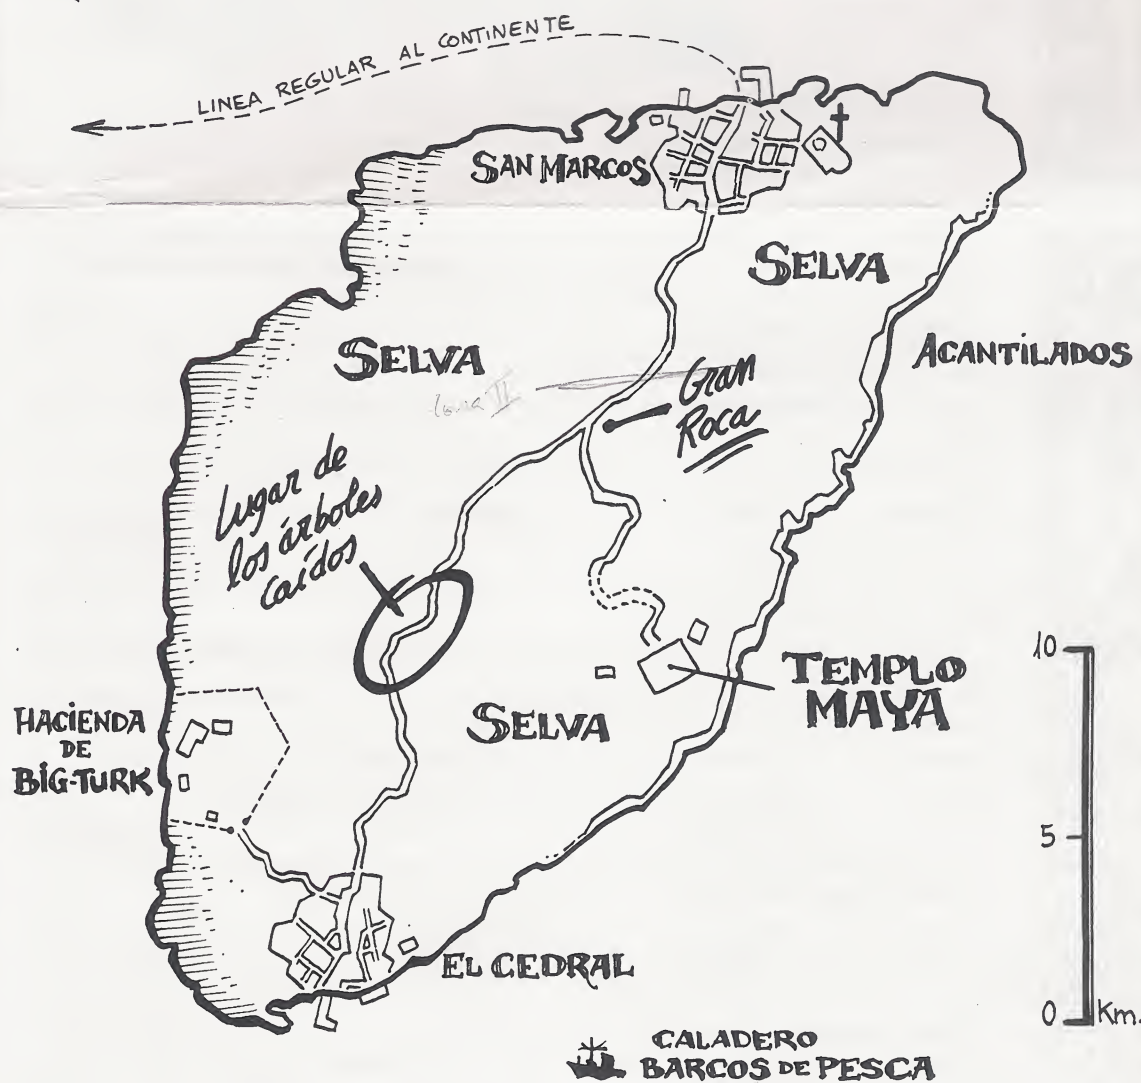 LINEA REGULAR AL CONTINENTE
SAN MARCOS
SELVA
SELVA
ACANTILADOS
Gran
Roca
Lugar de
los árboles
caídos
10
TEMPLO
MAYA
SELVA
HACIENDA
DE
BIG-TURK
5
EL CEDRAL
0 Km.
CALADERO
BARCOS DE PESCA